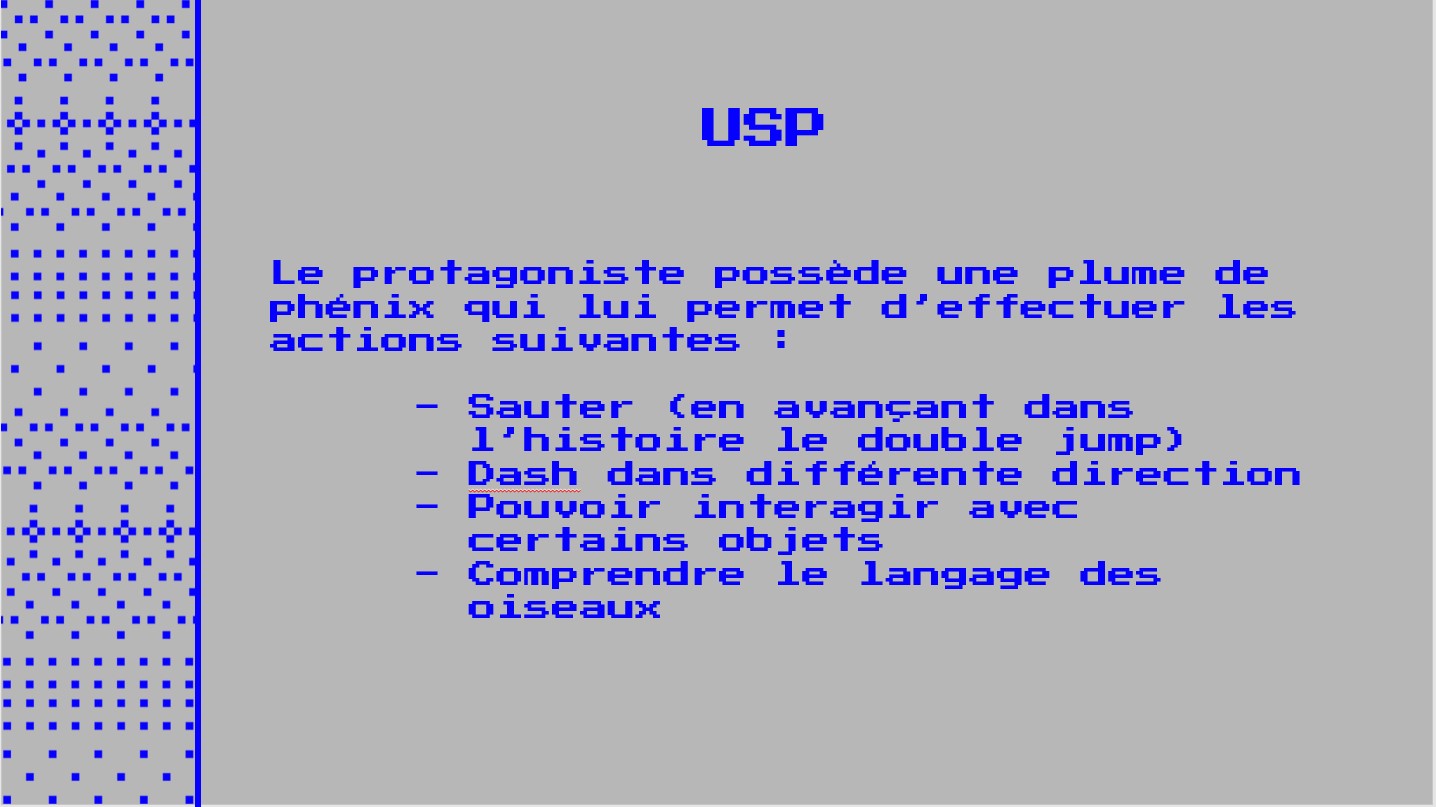 USP
Le protagoniste possède une plume de
phénix qui lui permet d'effectuer les
actions suivantes :
- Sauter (en avançant dans
l'histoire le double jump)
- Dash dans différente direction
- Pouvoir interagir avec
certains objets
- Comprendre le langage des
oiseaux